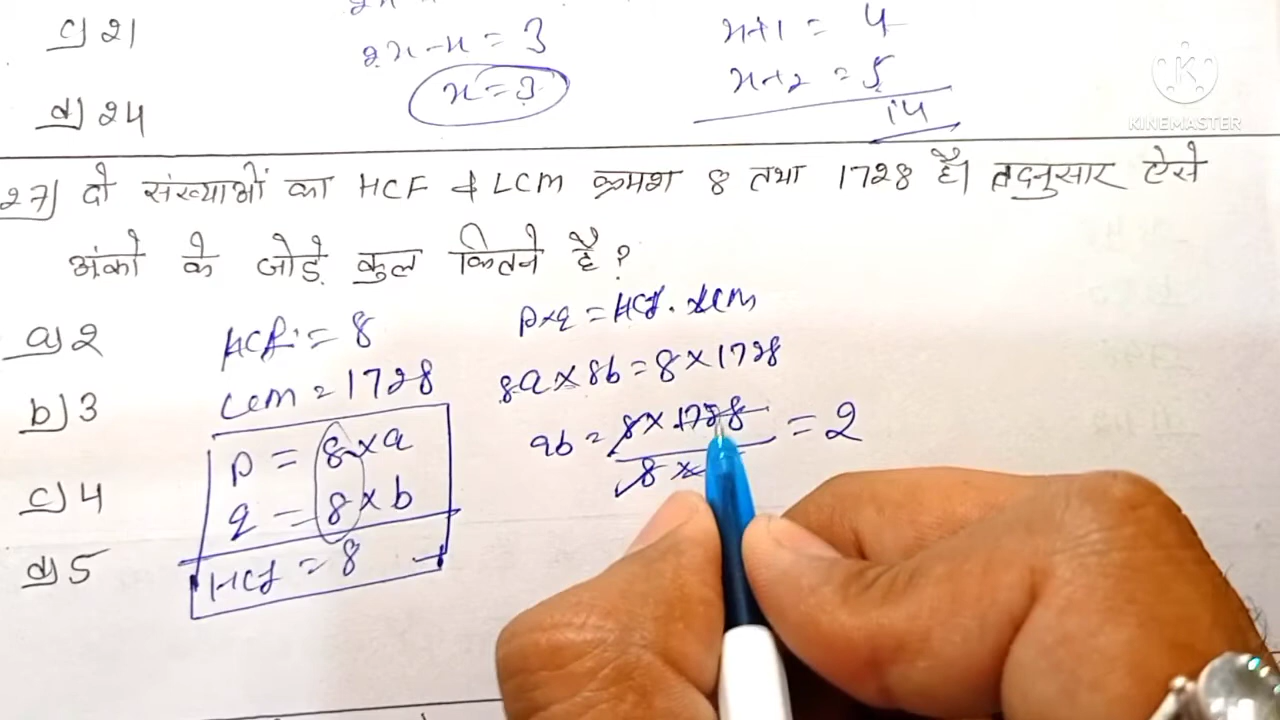 c) 21
2x-x = 3
x=3
x+1 = 4
x+2 = 5
14
d) 24
KINEMASTER
27) दो संख्याओं का HCF & LCM क्रमश 8 तथा 1728 है। तद्नुसार ऐसे
अंको के जोड़े कुल कितने है?
a) 2
b) 3
c) 4
d) 5
HCF = 8
LCM = 1728
p = 8×a
q = 8×b
HCF = 8
p×q = HCF. LCM
8a×8b = 8×1728
ab = 8×1728 = 2
8×